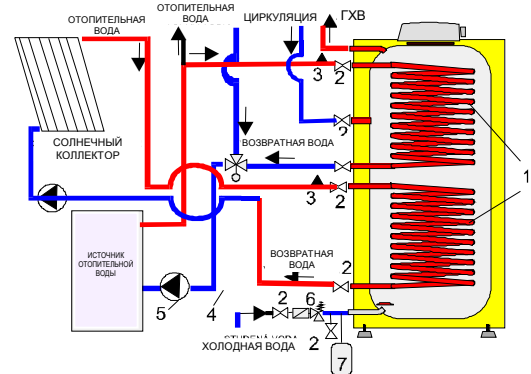 ОТОПИТЕЛЬНАЯ
ВОДА
ОТОПИТЕЛЬНАЯ
ВОДА
ЦИРКУЛЯЦИЯ
ГХВ
3
2
2
СОЛНЕЧНЫЙ
КОЛЛЕКТОР
ВОЗВРАТНАЯ ВОДА
1
3
2
ИСТОЧНИК
ОТОПИТЕЛЬНОЙ
ВОДЫ
ВОЗВРАТНАЯ
ВОДА
2
5
4
2
6
ХОЛОДНАЯ ВОДА
2
7